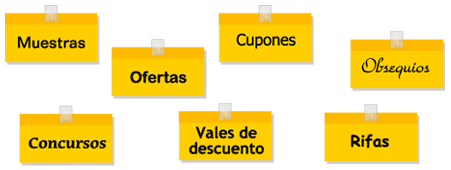 Muestras
Ofertas
Cupones
Obsequios
Concursos
Vales de
descuento
Rifas